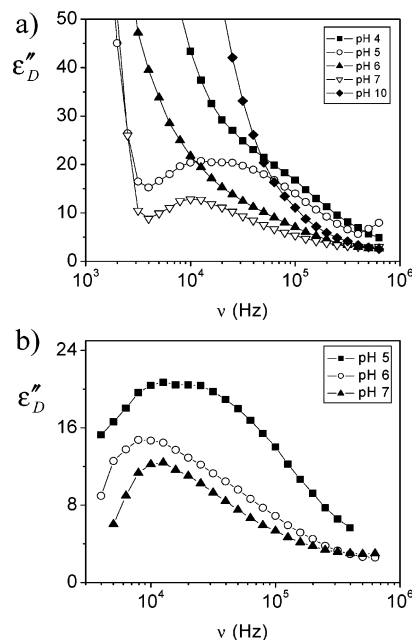 a)
50
40
30
20
10
0
ε″D
pH 4
pH 5
pH 6
pH 7
pH 10
10³ 10⁴ 10⁵ 10⁶
ν (Hz)
b)
24
16
8
0
ε″D
pH 5
pH 6
pH 7
10⁴ 10⁵ 10⁶
ν (Hz)